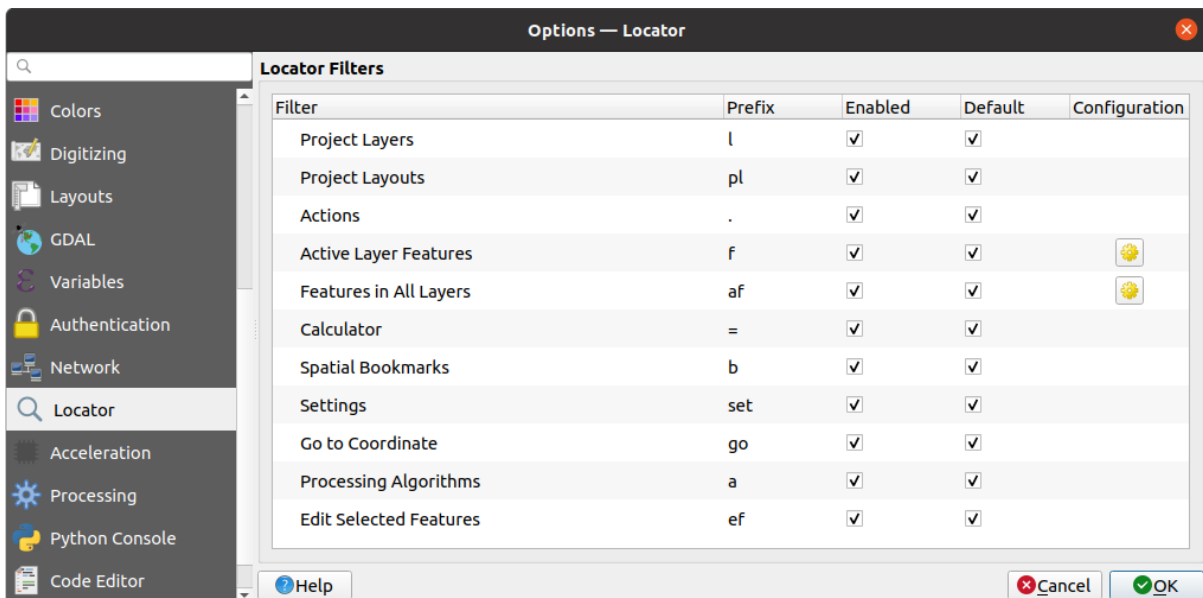 Options — Locator
Colors
Digitizing
Layouts
GDAL
Variables
Authentication
Network
Locator
Acceleration
Processing
Python Console
Code Editor
Locator Filters
Filter Prefix Enabled Default Configuration
Project Layers l
Project Layouts pl
Actions .
Active Layer Features f
Features in All Layers af
Calculator =
Spatial Bookmarks b
Settings set
Go to Coordinate go
Processing Algorithms a
Edit Selected Features ef
Help Cancel OK